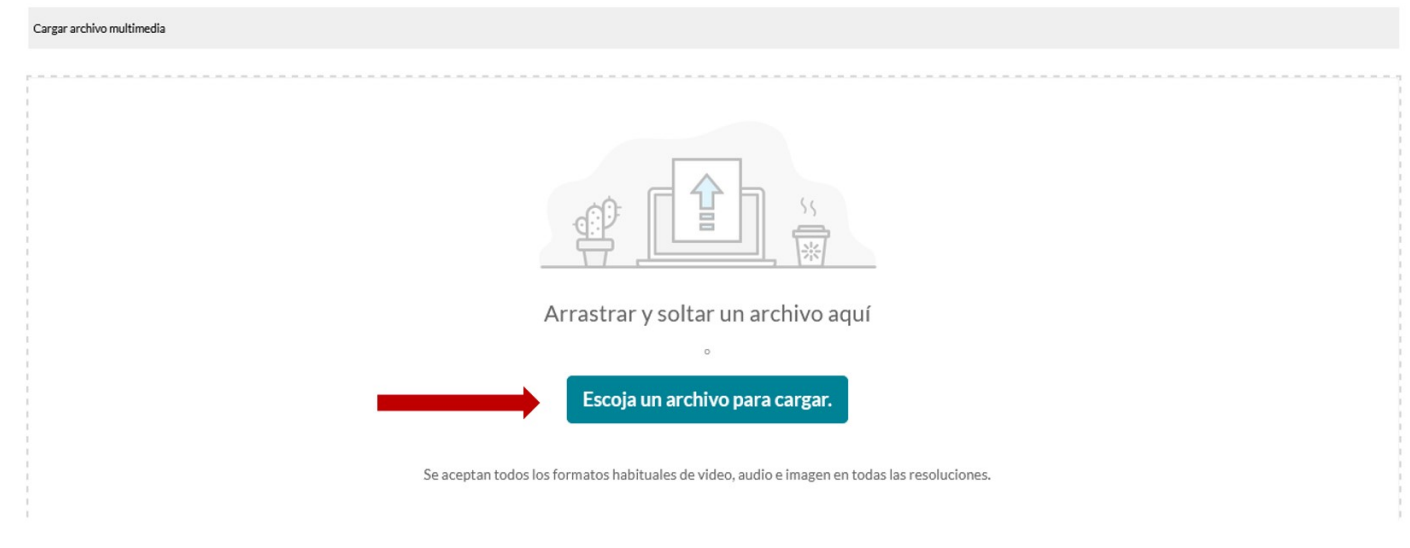 Cargar archivo multimedia
Arrastrar y soltar un archivo aquí
o
Escoja un archivo para cargar.
Se aceptan todos los formatos habituales de video, audio e imagen en todas las resoluciones.